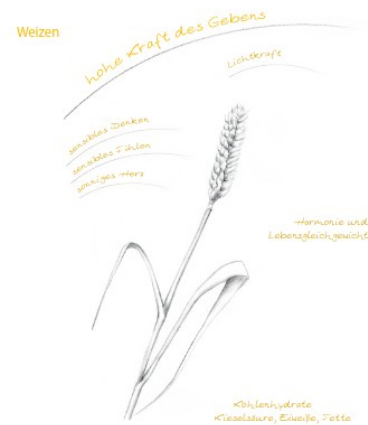 Weizen
hohe Kraft des Gebens
Lichtkraft
sensibles Denken
sensibles Fühlen
sonniges Herz
Harmonie und
Lebensgleichgewicht
Kohlenhydrate
Kieselsäure, Eiweiße, Fette